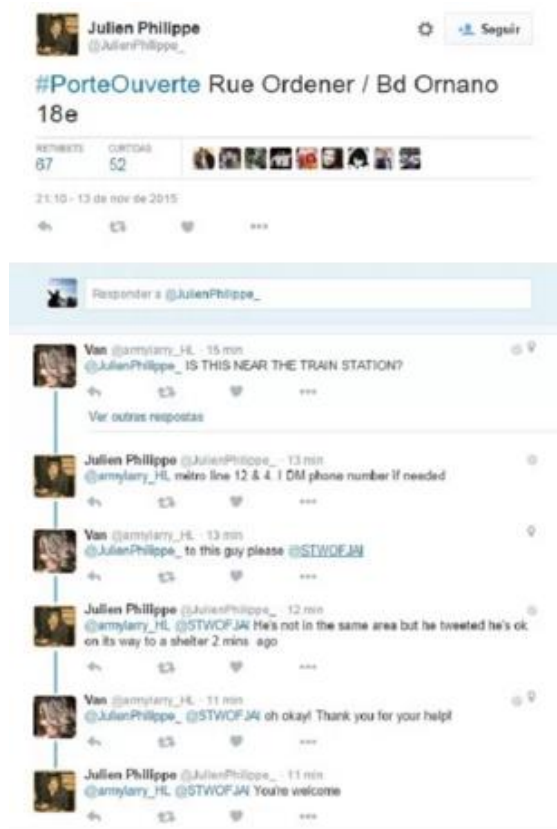 Julien Philippe
@JulienPhilippe_
Seguir
#PorteOuverte Rue Ordener / Bd Ornano
18e
RETWEETS
CURTIDAS
67
52
21:10 - 13 de nov de 2015
Responder a @JulienPhilippe_
Van @armylarry_HL · 15 min
@JulienPhilippe_ IS THIS NEAR THE TRAIN STATION?
Ver outras respostas
Julien Philippe @JulienPhilippe_ · 13 min
@armylarry_HL métro line 12 & 4. I DM phone number if needed
Van @armylarry_HL · 13 min
@JulienPhilippe_ to this guy please @STWOFJAI
Julien Philippe @JulienPhilippe_ · 12 min
@armylarry_HL @STWOFJAI He's not in the same area but he tweeted he's ok
on its way to a shelter 2 mins ago
Van @armylarry_HL · 11 min
@JulienPhilippe_ @STWOFJAI oh okay! Thank you for your help!
Julien Philippe @JulienPhilippe_ · 11 min
@armylarry_HL @STWOFJAI You're welcome